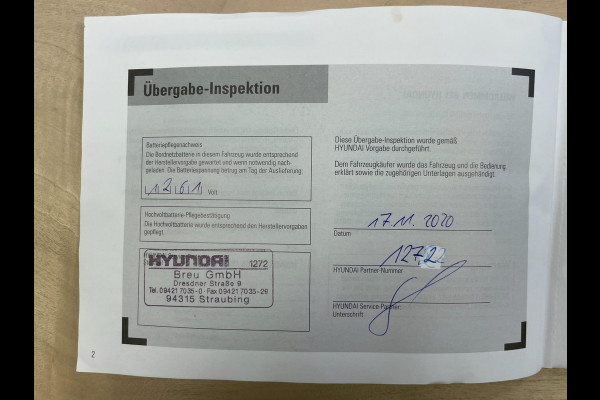 Übergabe-Inspektion
Batteriepflegenachweis
Die Bordnetzbatterie in diesem Fahrzeug wurde entsprechend
der Herstellervorgabe gewartet und wenn notwendig nach-
geladen. Die Batteriespannung betrug am Tag der Auslieferung:
12,61 Volt
Hochvoltbatterie-Pflegebestätigung
Die Hochvoltbatterie wurde entsprechend den Herstellervorgaben
gepflegt.
HYUNDAI 1272
Breu GmbH
Dresdner Straße 9
Tel. 09421 7035-0 · Fax 09421 7035-29
94315 Straubing
Diese Übergabe-Inspektion wurde gemäß
HYUNDAI Vorgabe durchgeführt.
Dem Fahrzeugkäufer wurde das Fahrzeug und die Bedienung
erklärt sowie die zugehörigen Unterlagen ausgehändigt.
17.11.2020
Datum
1272
HYUNDAI Partner-Nummer
HYUNDAI Service-Partner:
Unterschrift
2